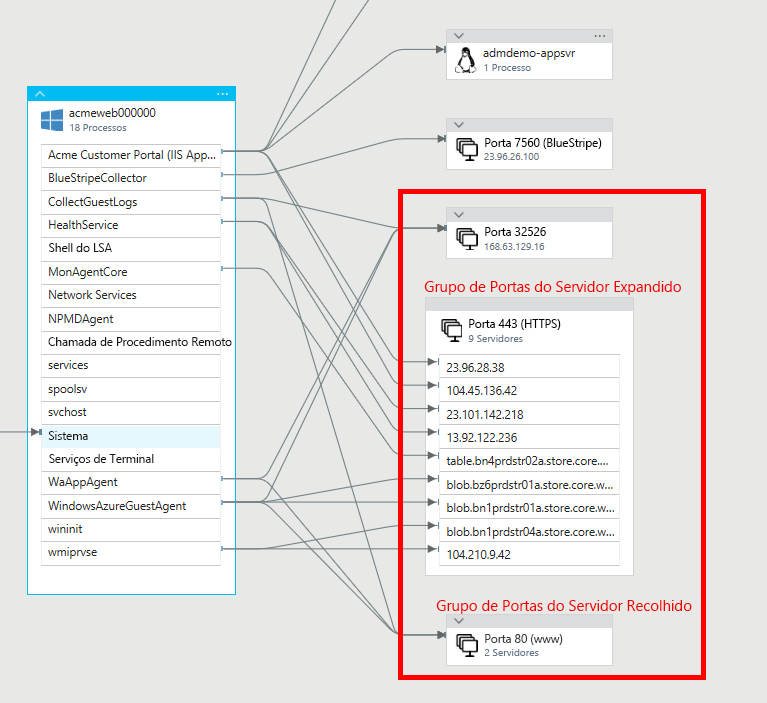 acmeweb000000
18 Processos
Acme Customer Portal (IIS App...
BlueStripeCollector
CollectGuestLogs
HealthService
Shell do LSA
MonAgentCore
Network Services
NPMDAgent
Chamada de Procedimento Remoto
services
spoolsv
svchost
Sistema
Serviços de Terminal
WaAppAgent
WindowsAzureGuestAgent
wininit
wmiprvse
admdemo-appsvr
1 Processo
Porta 7560 (BlueStripe)
23.96.26.100
Porta 32526
168.63.129.16
Grupo de Portas do Servidor Expandido
Porta 443 (HTTPS)
9 Servidores
23.96.28.38
104.45.136.42
23.101.142.218
13.92.122.236
table.bn4prdstr02a.store.core....
blob.bz6prdstr01a.store.core.w...
blob.bn1prdstr01a.store.core.w...
blob.bn1prdstr04a.store.core.w...
104.210.9.42
Grupo de Portas do Servidor Recolhido
Porta 80 (www)
2 Servidores